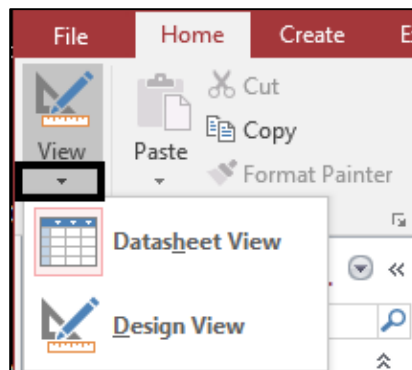 File Home Create
View Paste Cut
Copy
Format Painter
Datasheet View
Design View